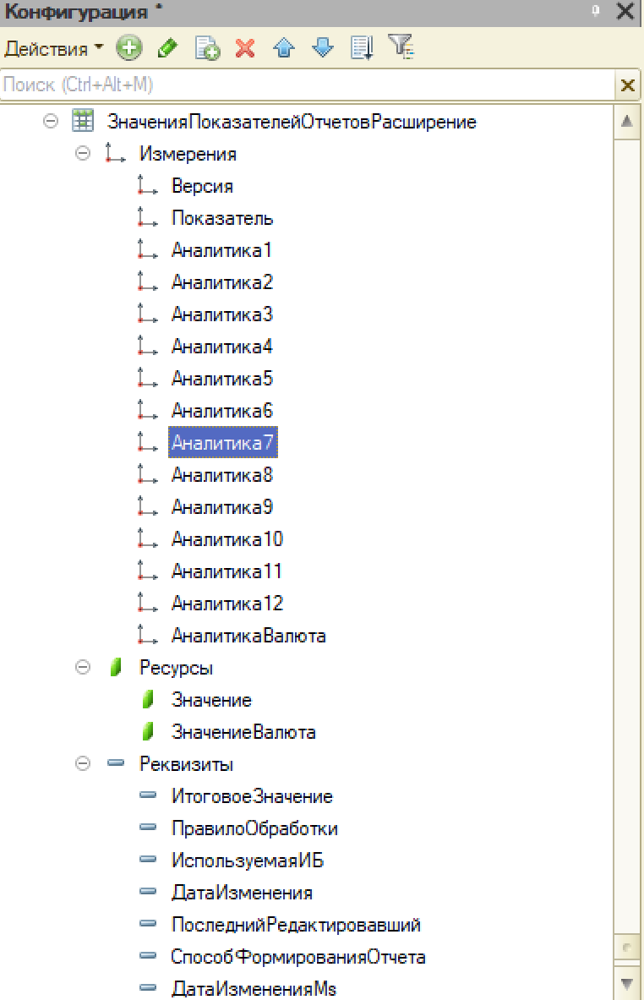 Конфигурация *
Действия
Поиск (Ctrl+Alt+M)
ЗначенияПоказателейОтчетовРасширение
Измерения
Версия
Показатель
Аналитика1
Аналитика2
Аналитика3
Аналитика4
Аналитика5
Аналитика6
Аналитика7
Аналитика8
Аналитика9
Аналитика10
Аналитика11
Аналитика12
АналитикаВалюта
Ресурсы
Значение
ЗначениеВалюта
Реквизиты
ИтоговоеЗначение
ПравилоОбработки
ИспользуемаяИБ
ДатаИзменения
ПоследнийРедактировавший
СпособФормированияОтчета
ДатаИзмененияMs